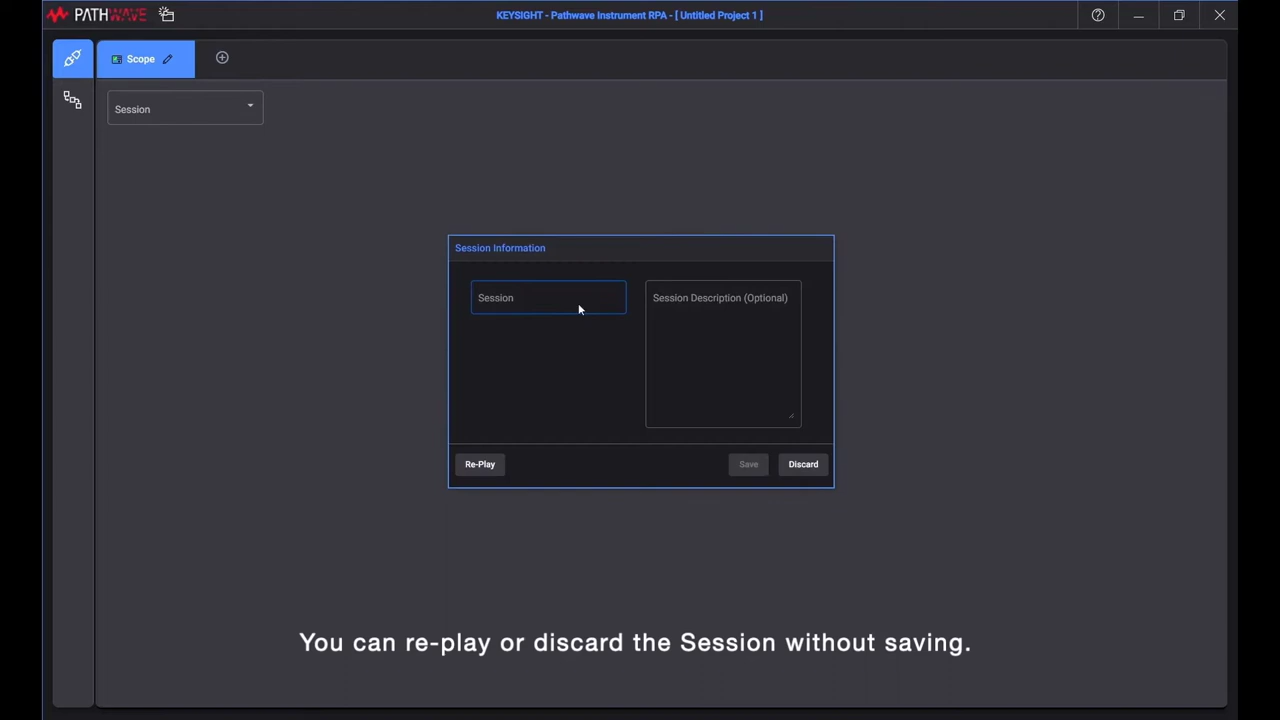 PATHWAVE
KEYSIGHT - Pathwave Instrument RPA - [ Untitled Project 1 ]
Scope
Session
Session Information
Session
Session Description (Optional)
Re-Play
Save
Discard
You can re-play or discard the Session without saving.